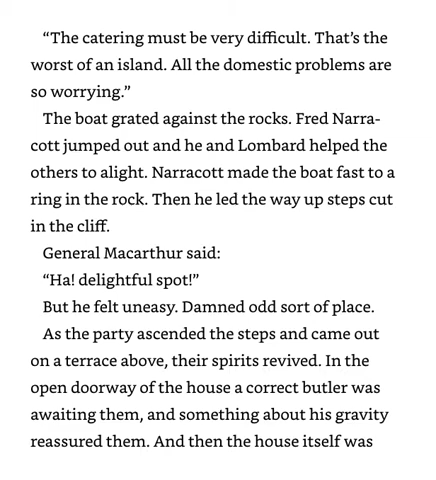 “The catering must be very difficult. That’s the
worst of an island. All the domestic problems are
so worrying.”
The boat grated against the rocks. Fred Narra-
cott jumped out and he and Lombard helped the
others to alight. Narracott made the boat fast to a
ring in the rock. Then he led the way up steps cut
in the cliff.
General Macarthur said:
“Ha! delightful spot!”
But he felt uneasy. Damned odd sort of place.
As the party ascended the steps and came out
on a terrace above, their spirits revived. In the
open doorway of the house a correct butler was
awaiting them, and something about his gravity
reassured them. And then the house itself was